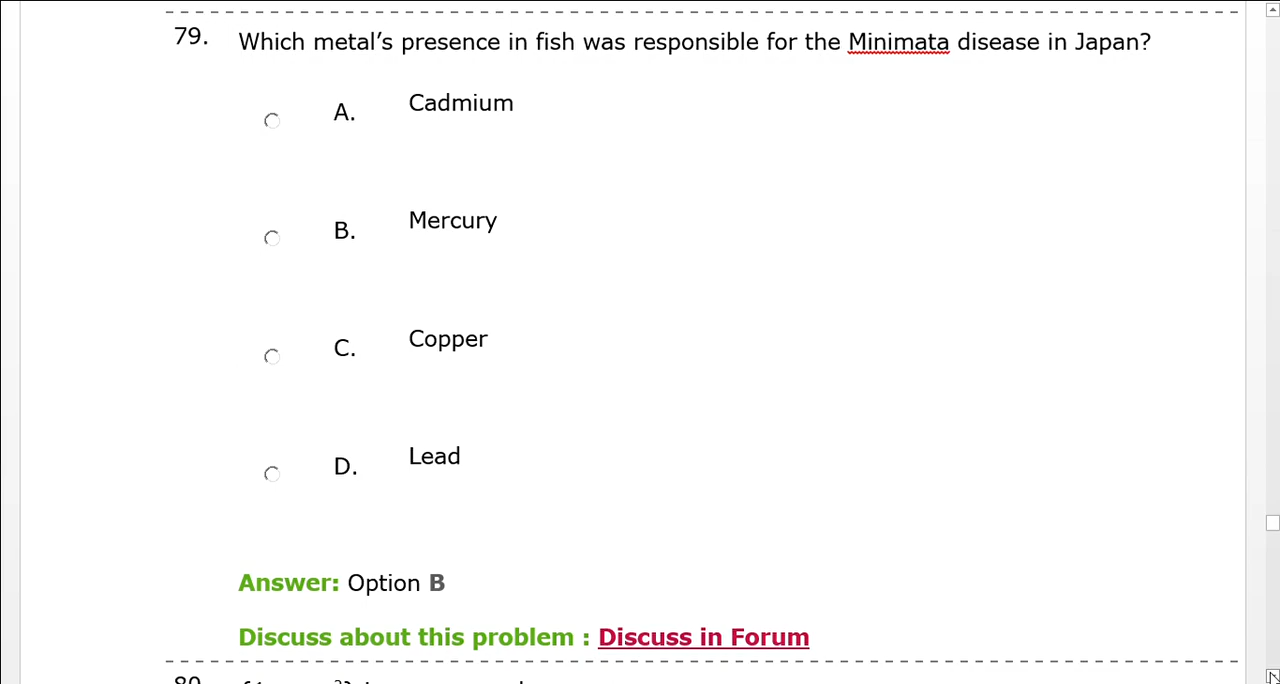 79. Which metal’s presence in fish was responsible for the Minimata disease in Japan?
A. Cadmium
B. Mercury
C. Copper
D. Lead
Answer: Option B
Discuss about this problem : Discuss in Forum